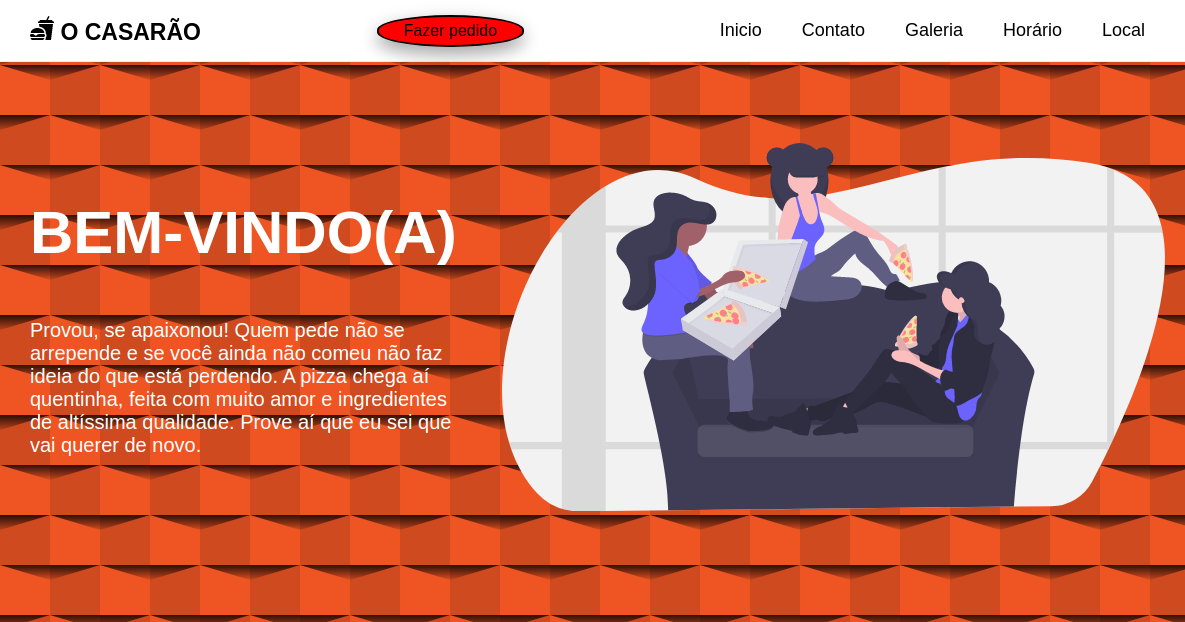 O CASARÃO
Fazer pedido
Inicio
Contato
Galeria
Horário
Local
BEM-VINDO(A)
Provou, se apaixonou! Quem pede não se
arrepende e se você ainda não comeu não faz
ideia do que está perdendo. A pizza chega aí
quentinha, feita com muito amor e ingredientes
de altíssima qualidade. Prove aí que eu sei que
vai querer de novo.